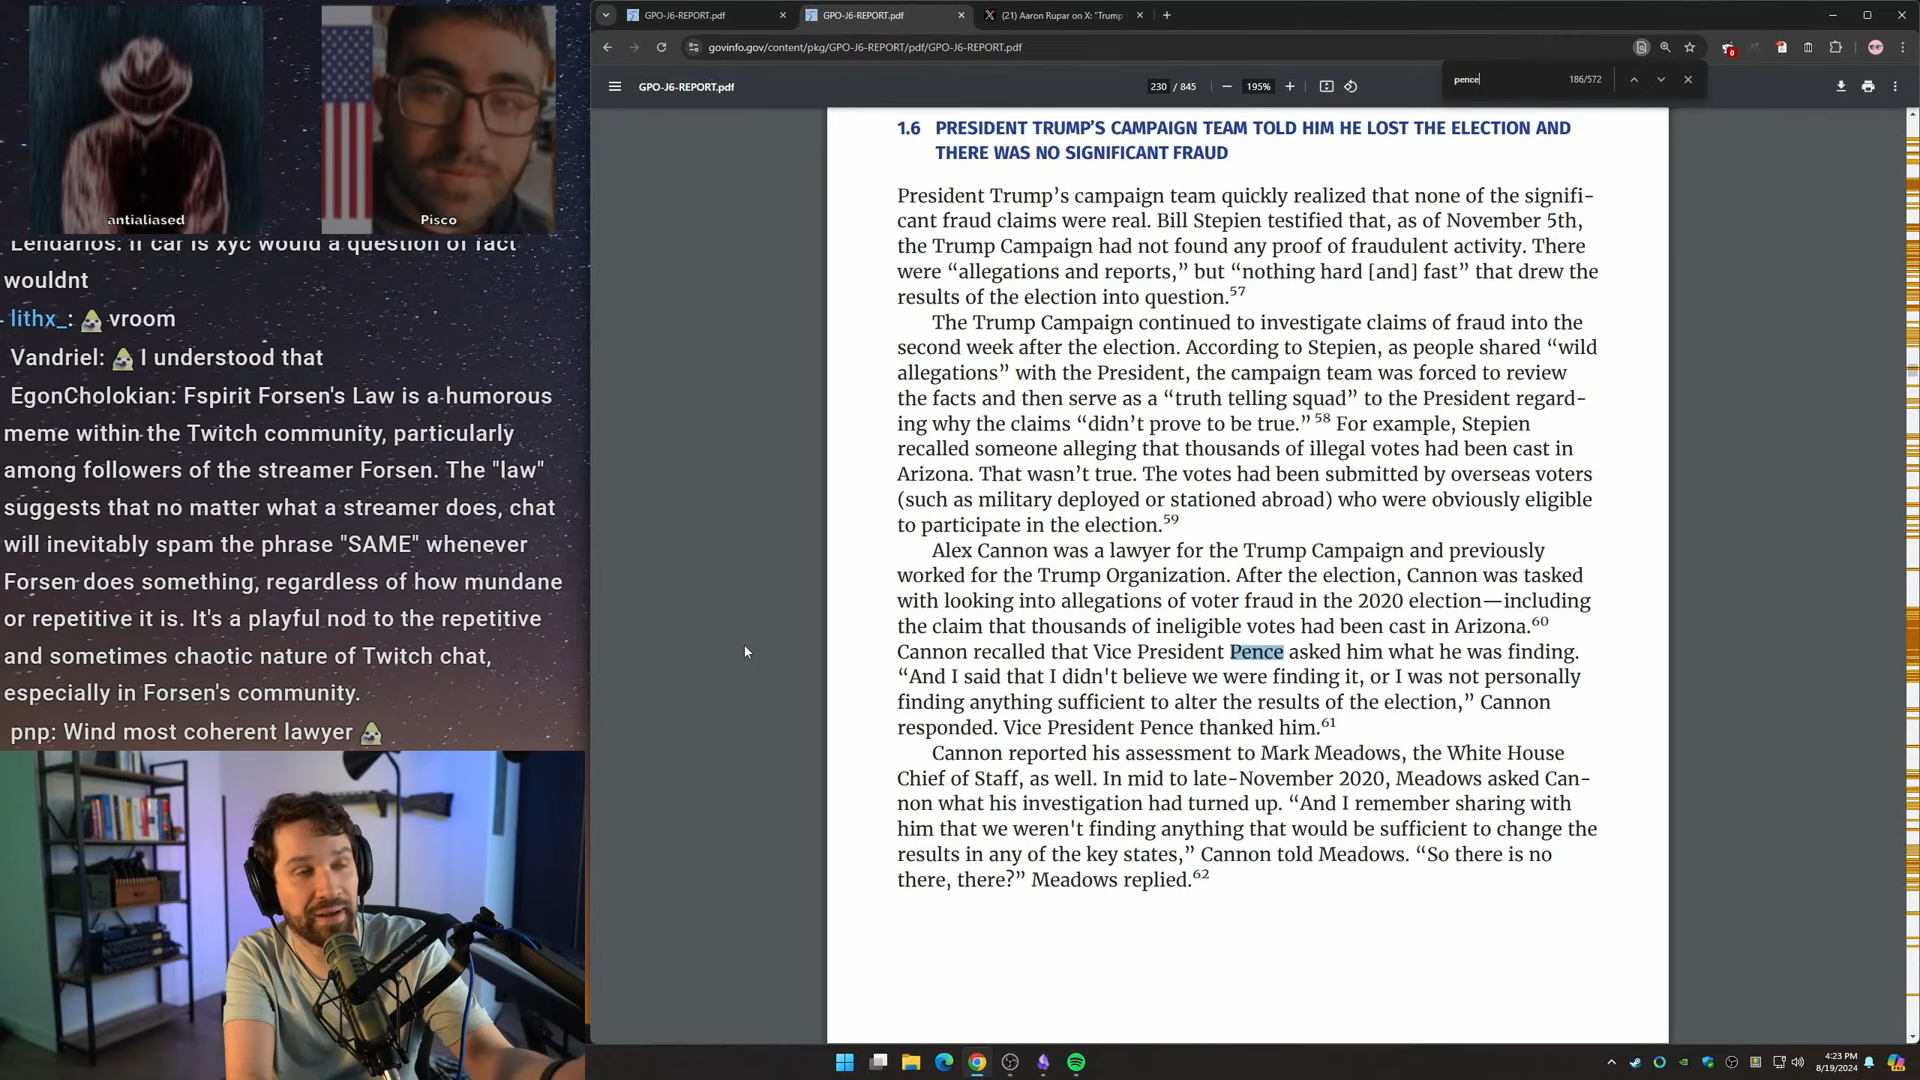 GPO-J6-REPORT.pdf
GPO-J6-REPORT.pdf
(21) Aaron Rupar on X: "Trump
govinfo.gov/content/pkg/GPO-J6-REPORT/pdf/GPO-J6-REPORT.pdf
0
pence
186/572
GPO-J6-REPORT.pdf
230 / 845
195%
antialiased
Pisco
Lendarios: If car is xyc would a question of fact
wouldnt
lithx_: vroom
Vandriel: I understood that
EgonCholokian: Fspirit Forsen's Law is a humorous
meme within the Twitch community, particularly
among followers of the streamer Forsen. The "law"
suggests that no matter what a streamer does, chat
will inevitably spam the phrase "SAME" whenever
Forsen does something, regardless of how mundane
or repetitive it is. It's a playful nod to the repetitive
and sometimes chaotic nature of Twitch chat,
especially in Forsen's community.
pnp: Wind most coherent lawyer
1.6 PRESIDENT TRUMP’S CAMPAIGN TEAM TOLD HIM HE LOST THE ELECTION AND
THERE WAS NO SIGNIFICANT FRAUD
President Trump’s campaign team quickly realized that none of the signifi-
cant fraud claims were real. Bill Stepien testified that, as of November 5th,
the Trump Campaign had not found any proof of fraudulent activity. There
were “allegations and reports,” but “nothing hard [and] fast” that drew the
results of the election into question.57
The Trump Campaign continued to investigate claims of fraud into the
second week after the election. According to Stepien, as people shared “wild
allegations” with the President, the campaign team was forced to review
the facts and then serve as a “truth telling squad” to the President regard-
ing why the claims “didn’t prove to be true.”58 For example, Stepien
recalled someone alleging that thousands of illegal votes had been cast in
Arizona. That wasn’t true. The votes had been submitted by overseas voters
(such as military deployed or stationed abroad) who were obviously eligible
to participate in the election.59
Alex Cannon was a lawyer for the Trump Campaign and previously
worked for the Trump Organization. After the election, Cannon was tasked
with looking into allegations of voter fraud in the 2020 election—including
the claim that thousands of ineligible votes had been cast in Arizona.60
Cannon recalled that Vice President Pence asked him what he was finding.
“And I said that I didn't believe we were finding it, or I was not personally
finding anything sufficient to alter the results of the election,” Cannon
responded. Vice President Pence thanked him.61
Cannon reported his assessment to Mark Meadows, the White House
Chief of Staff, as well. In mid to late-November 2020, Meadows asked Can-
non what his investigation had turned up. “And I remember sharing with
him that we weren't finding anything that would be sufficient to change the
results in any of the key states,” Cannon told Meadows. “So there is no
there, there?” Meadows replied.62
4:23 PM
8/19/2024